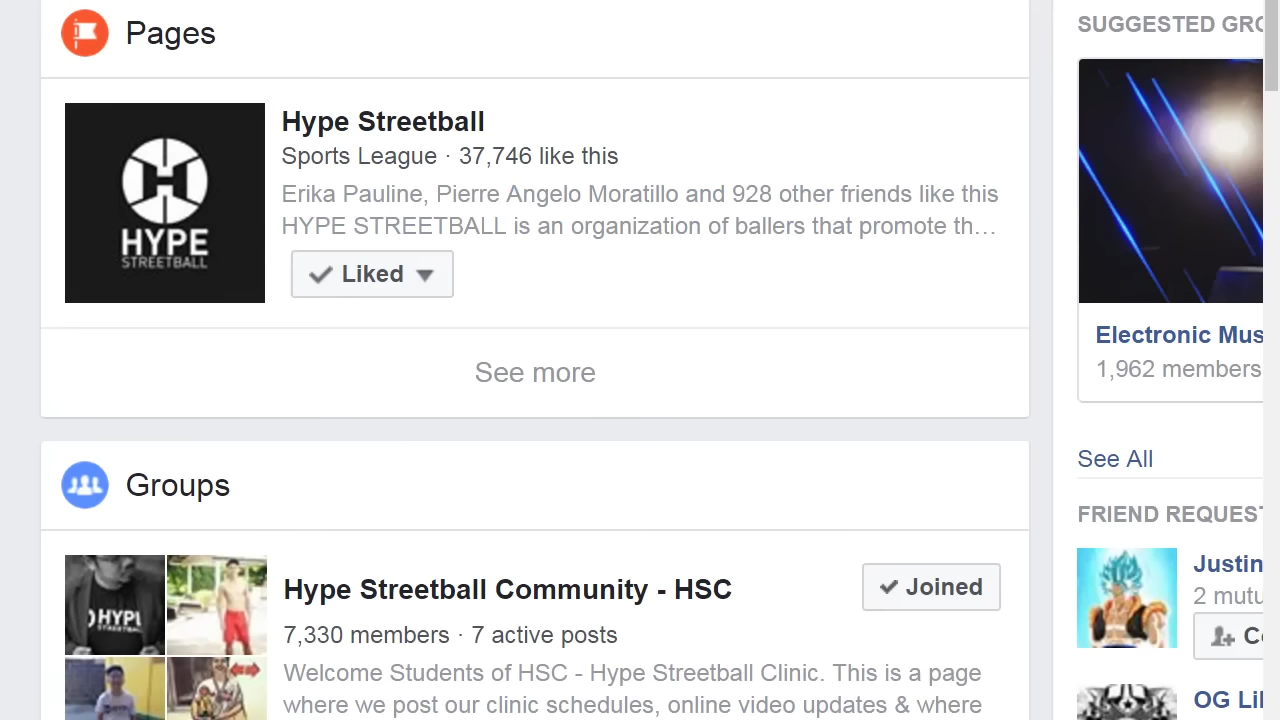 Pages
Hype Streetball
Sports League · 37,746 like this
Erika Pauline, Pierre Angelo Moratillo and 928 other friends like this
HYPE STREETBALL is an organization of ballers that promote th...
Liked
HYPE
STREETBALL
See more
Groups
Hype Streetball Community - HSC
Joined
7,330 members · 7 active posts
Welcome Students of HSC - Hype Streetball Clinic. This is a page
where we post our clinic schedules, online video updates & where
HYPE
STREETBALL
SUGGESTED GRO
Electronic Mus
1,962 members
See All
FRIEND REQUEST
Justin
2 mutu
Co
OG Lil